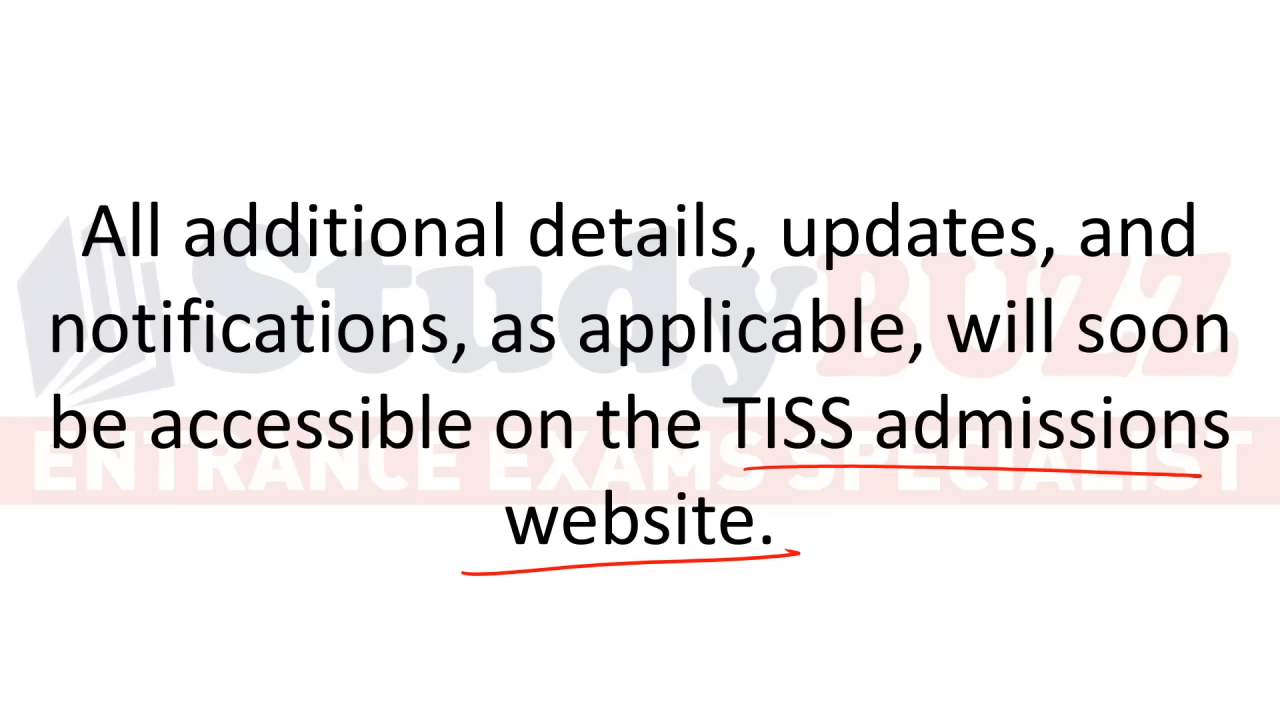 All additional details, updates, and
notifications, as applicable, will soon
be accessible on the TISS admissions
website.
StudyBUZZ
ENTRANCE EXAMS SPECIALIST